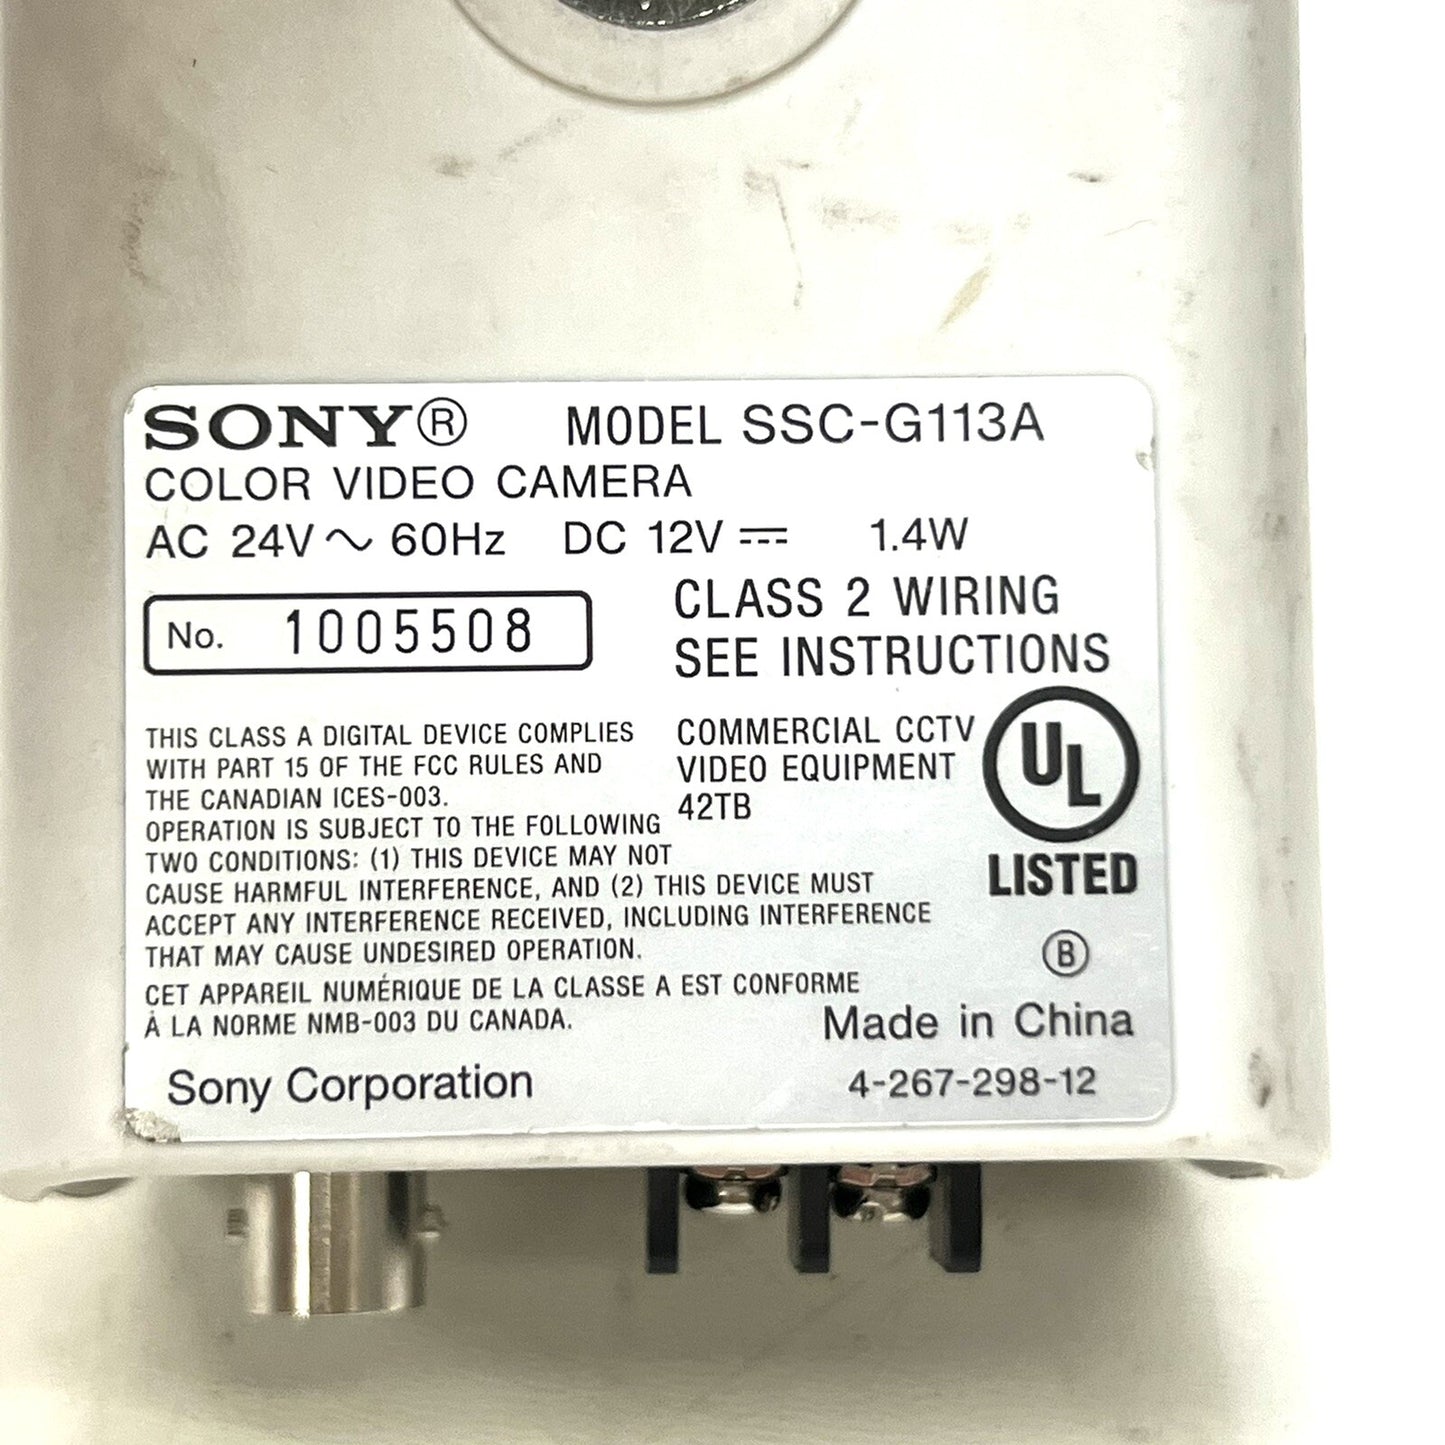 SONY® MODEL SSC-G113A
COLOR VIDEO CAMERA
AC 24V ~ 60Hz DC 12V ⎓ 1.4W
No. 1005508
CLASS 2 WIRING
SEE INSTRUCTIONS
THIS CLASS A DIGITAL DEVICE COMPLIES
WITH PART 15 OF THE FCC RULES AND
THE CANADIAN ICES-003.
OPERATION IS SUBJECT TO THE FOLLOWING
TWO CONDITIONS: (1) THIS DEVICE MAY NOT
CAUSE HARMFUL INTERFERENCE, AND (2) THIS DEVICE MUST
ACCEPT ANY INTERFERENCE RECEIVED, INCLUDING INTERFERENCE
THAT MAY CAUSE UNDESIRED OPERATION.
CET APPAREIL NUMÉRIQUE DE LA CLASSE A EST CONFORME
À LA NORME NMB-003 DU CANADA.
COMMERCIAL CCTV
VIDEO EQUIPMENT
42TB
UL
LISTED
Ⓑ
Made in China
Sony Corporation
4-267-298-12